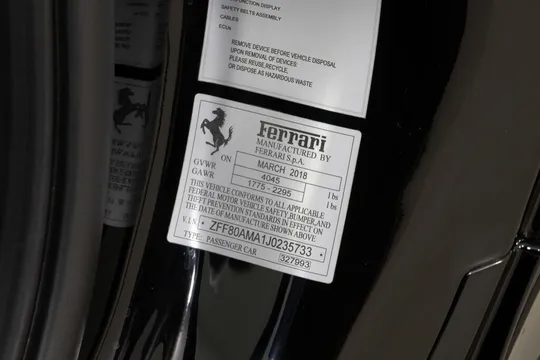 FUNCTION DISPLAY
SAFETY BELTS ASSEMBLY
CABLES
ECUs
REMOVE DEVICE BEFORE VEHICLE DISPOSAL
UPON REMOVAL OF DEVICES:
PLEASE REUSE, RECYCLE,
OR DISPOSE AS HAZARDOUS WASTE
Ferrari
MANUFACTURED BY
FERRARI S.p.A.
ON MARCH 2018
GVWR 4045 lbs
GAWR 1775-2295 lbs
THIS VEHICLE CONFORMS TO ALL APPLICABLE
FEDERAL MOTOR VEHICLE SAFETY,BUMPER,AND
THEFT PREVENTION STANDARDS IN EFFECT ON
THE DATE OF MANUFACTURE SHOWN ABOVE
V.I.N. • ZFF80AMA1J0235733 •
TYPE: PASSENGER CAR 327993